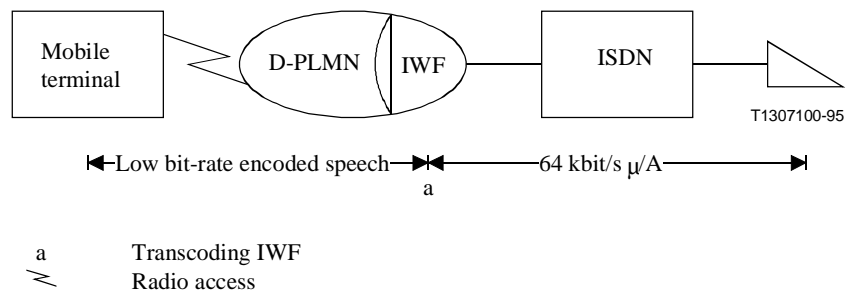 Mobile
terminal
D-PLMN
IWF
ISDN
T1307100-95
Low bit-rate encoded speech
64 kbit/s μ/A
a
a Transcoding IWF
Radio access